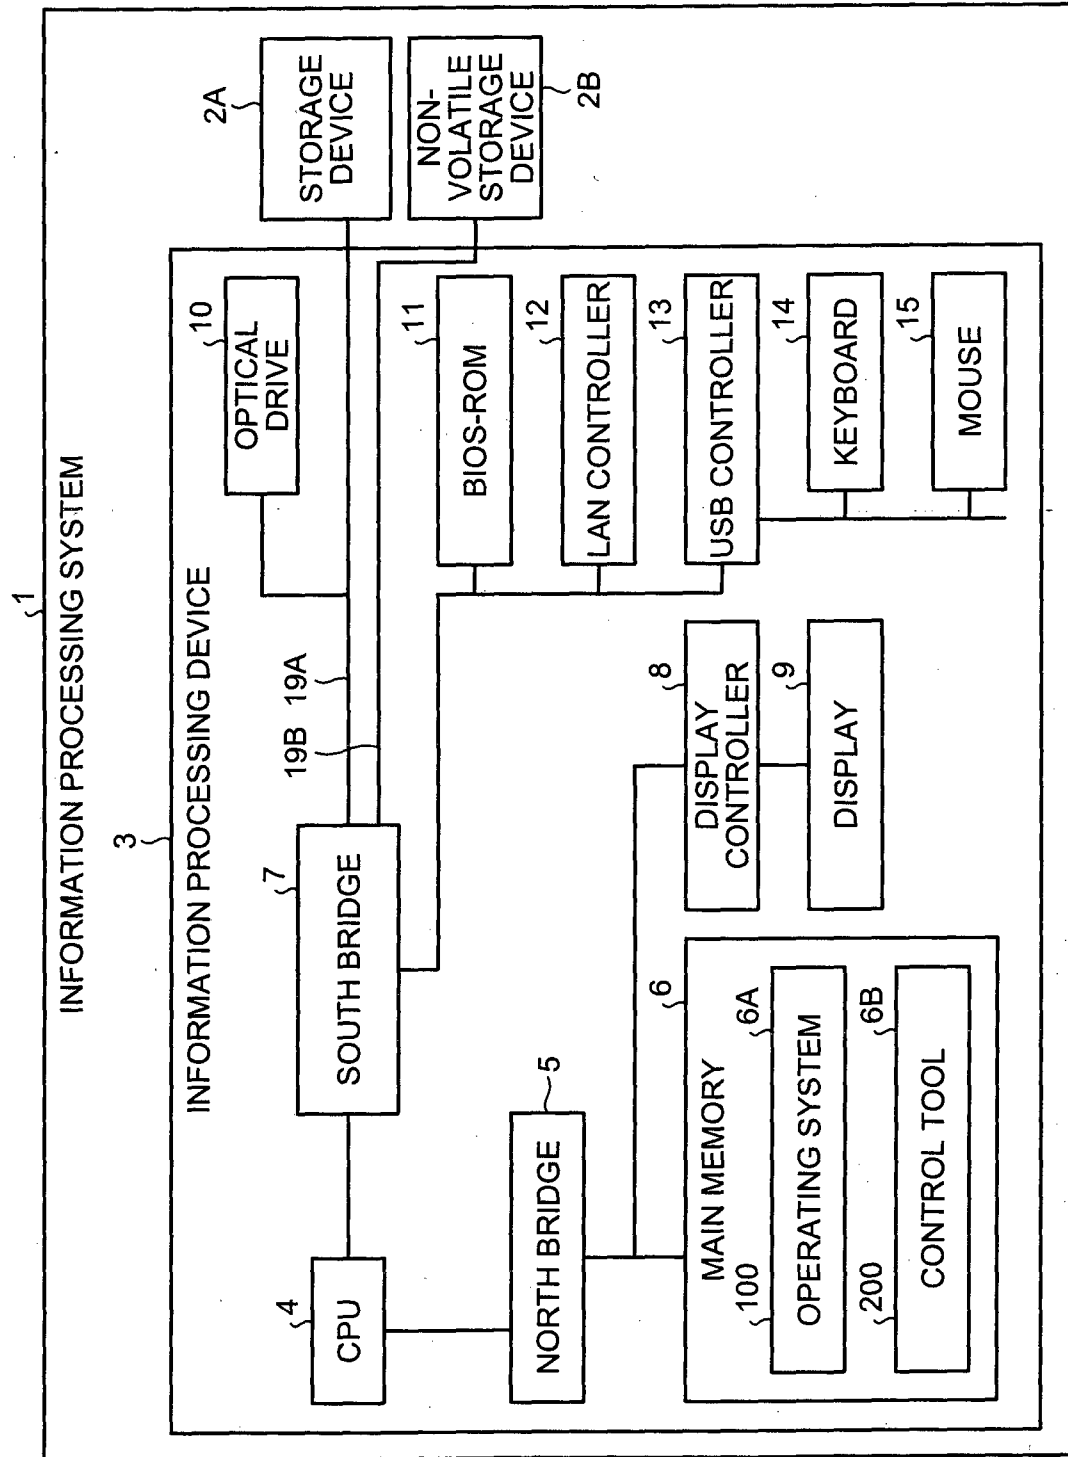 1
INFORMATION PROCESSING SYSTEM
3
INFORMATION PROCESSING DEVICE
4
CPU
7
SOUTH BRIDGE
19A
19B
10
OPTICAL
DRIVE
2A
STORAGE
DEVICE
NON-
VOLATILE
STORAGE
DEVICE
2B
5
NORTH BRIDGE
11
BIOS-ROM
12
LAN CONTROLLER
13
USB CONTROLLER
14
KEYBOARD
15
MOUSE
6
MAIN MEMORY
100
6A
OPERATING SYSTEM
200
6B
CONTROL TOOL
8
DISPLAY
CONTROLLER
9
DISPLAY